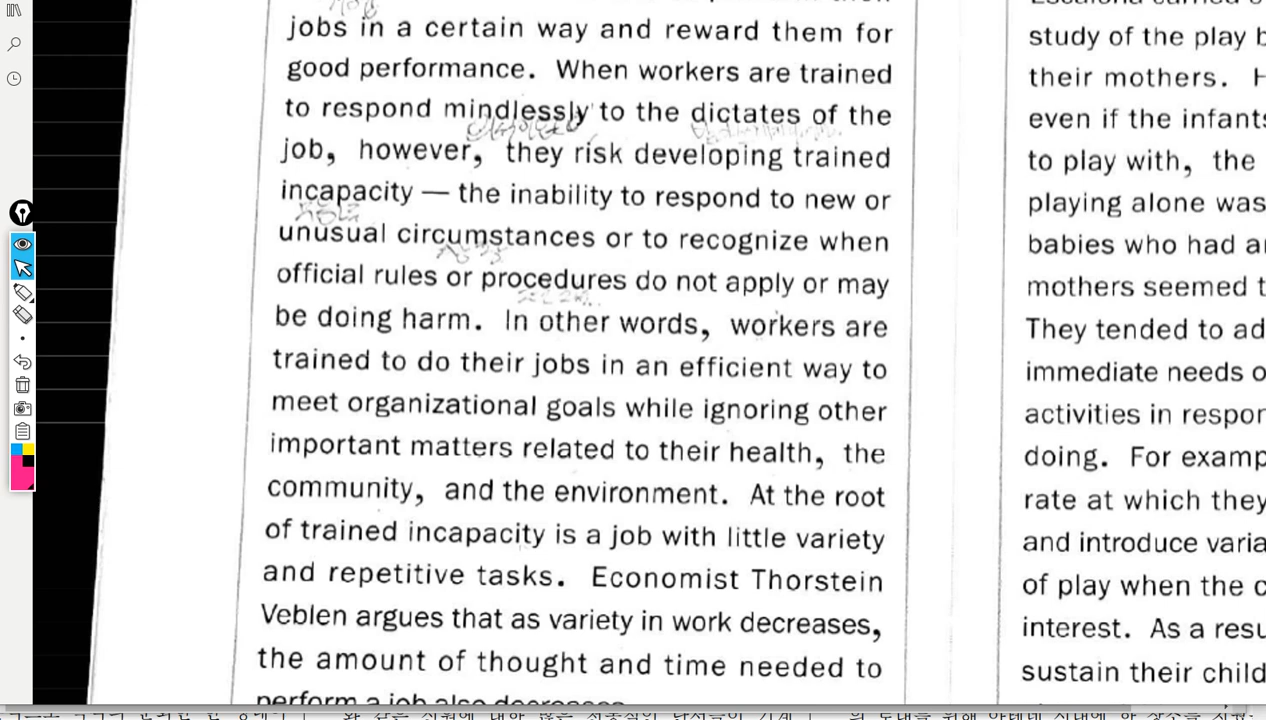 jobs in a certain way and reward them for
good performance. When workers are trained
to respond mindlessly to the dictates of the
job, however, they risk developing trained
incapacity — the inability to respond to new or
unusual circumstances or to recognize when
official rules or procedures do not apply or may
be doing harm. In other words, workers are
trained to do their jobs in an efficient way to
meet organizational goals while ignoring other
important matters related to their health, the
community, and the environment. At the root
of trained incapacity is a job with little variety
and repetitive tasks. Economist Thorstein
Veblen argues that as variety in work decreases,
the amount of thought and time needed to
perform a job also decreases
study of the play
their mothers.
even if the infants
to play with, the
playing alone was
babies who had
mothers seemed
They tended to
immediate needs
activities in
doing. For
rate at which they
and introduce
of play when the
interest. As a
sustain their